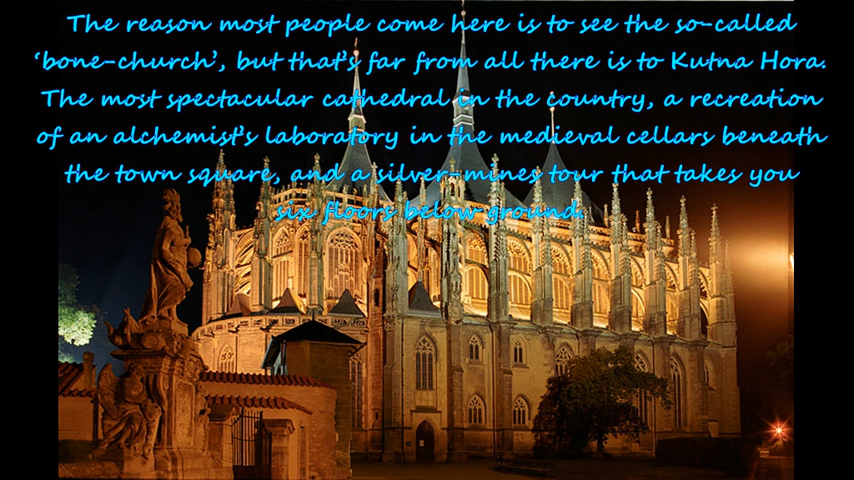 The reason most people come here is to see the so-called
‘bone-church’, but that’s far from all there is to Kutna Hora.
The most spectacular cathedral in the country, a recreation
of an alchemist’s laboratory in the medieval cellars beneath
the town square, and a silver-mines tour that takes you
six floors below ground.